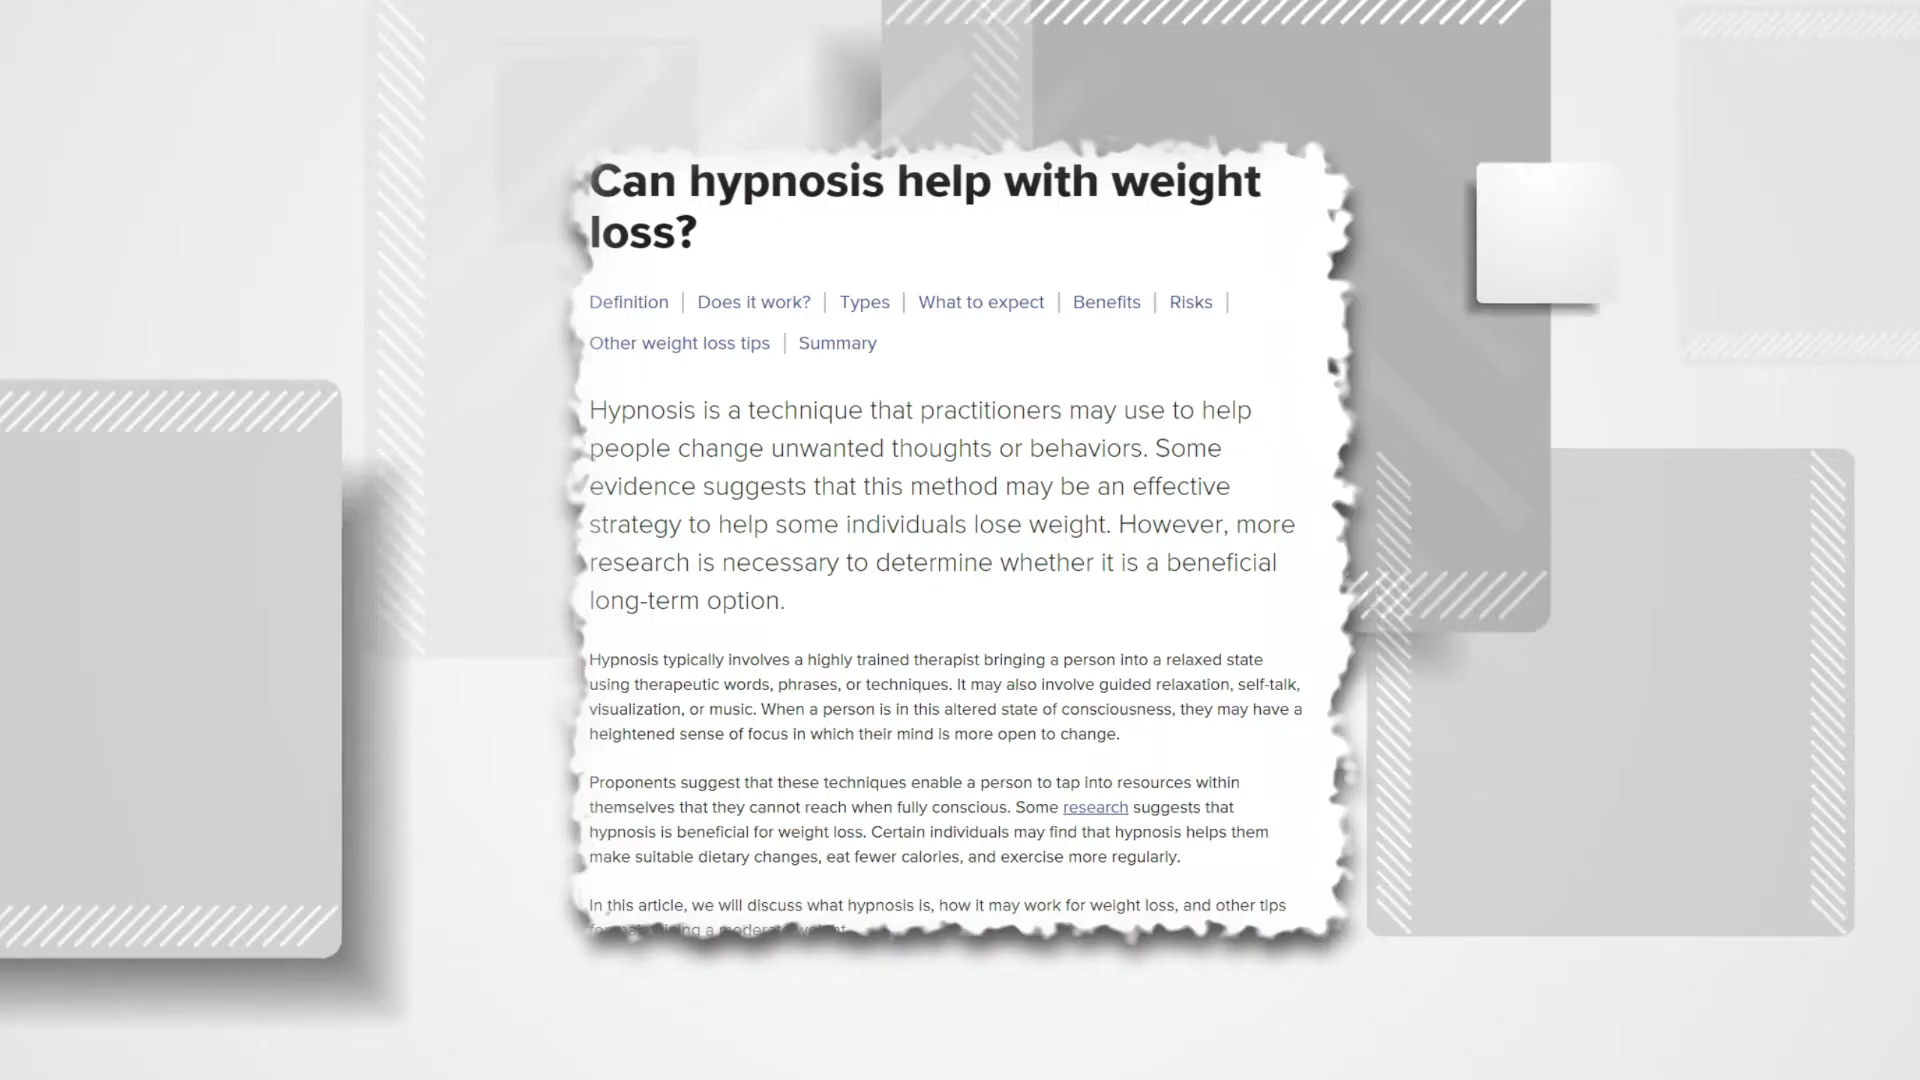 Can hypnosis help with weight
loss?
Definition | Does it work? | Types | What to expect | Benefits | Risks |
Other weight loss tips | Summary
Hypnosis is a technique that practitioners may use to help
people change unwanted thoughts or behaviors. Some
evidence suggests that this method may be an effective
strategy to help some individuals lose weight. However, more
research is necessary to determine whether it is a beneficial
long-term option.
Hypnosis typically involves a highly trained therapist bringing a person into a relaxed state
using therapeutic words, phrases, or techniques. It may also involve guided relaxation, self-talk,
visualization, or music. When a person is in this altered state of consciousness, they may have a
heightened sense of focus in which their mind is more open to change.
Proponents suggest that these techniques enable a person to tap into resources within
themselves that they cannot reach when fully conscious. Some research suggests that
hypnosis is beneficial for weight loss. Certain individuals may find that hypnosis helps them
make suitable dietary changes, eat fewer calories, and exercise more regularly.
In this article, we will discuss what hypnosis is, how it may work for weight loss, and other tips
a